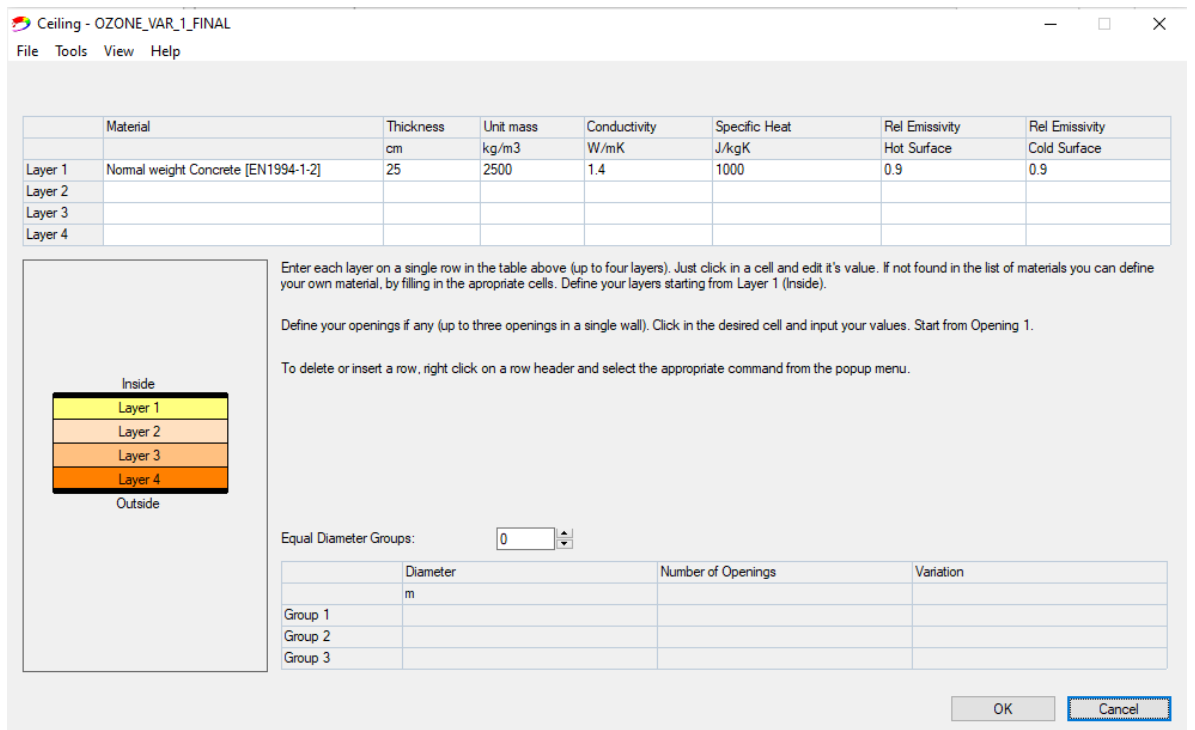 Ceiling - OZONE_VAR_1_FINAL
File Tools View Help
Material Thickness Unit mass Conductivity Specific Heat Rel Emissivity Rel Emissivity
cm kg/m3 W/mK J/kgK Hot Surface Cold Surface
Layer 1 Normal weight Concrete [EN1994-1-2] 25 2500 1.4 1000 0.9 0.9
Layer 2
Layer 3
Layer 4
Enter each layer on a single row in the table above (up to four layers). Just click in a cell and edit it's value. If not found in the list of materials you can define
your own material, by filling in the apropriate cells. Define your layers starting from Layer 1 (Inside).
Define your openings if any (up to three openings in a single wall). Click in the desired cell and input your values. Start from Opening 1.
To delete or insert a row, right click on a row header and select the appropriate command from the popup menu.
Inside
Layer 1
Layer 2
Layer 3
Layer 4
Outside
Equal Diameter Groups: 0
Diameter Number of Openings Variation
m
Group 1
Group 2
Group 3
OK Cancel